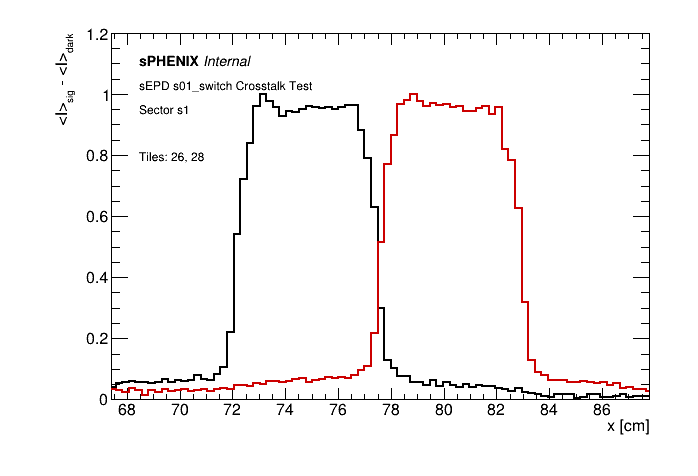 1.2
1
0.8
0.6
0.4
0.2
0
<I>sig - <I>dark
sPHENIX Internal
sEPD s01_switch Crosstalk Test
Sector s1
Tiles: 26, 28
68 70 72 74 76 78 80 82 84 86
x [cm]